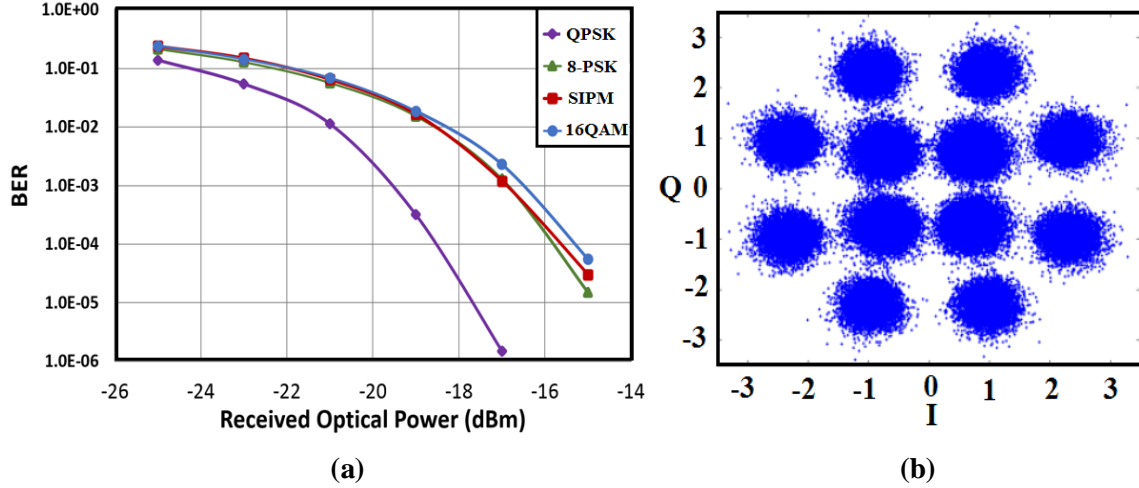 1.0E+00
1.0E-01
1.0E-02
1.0E-03
1.0E-04
1.0E-05
1.0E-06
BER
QPSK
8-PSK
SIPM
16QAM
-26 -24 -22 -20 -18 -16 -14
Received Optical Power (dBm)
(a)
3
2
1
Q 0
-1
-2
-3
-3 -2 -1 0 1 2 3
I
(b)